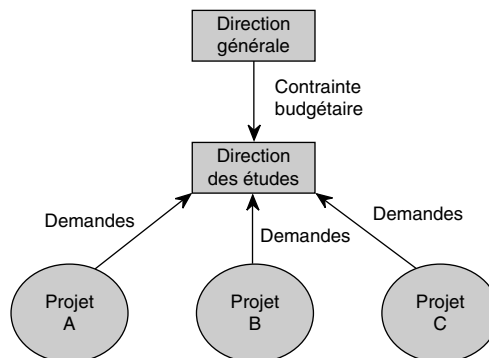 Direction
générale
Contrainte
budgétaire
Direction
des études
Demandes
Demandes
Demandes
Projet
A
Projet
B
Projet
C